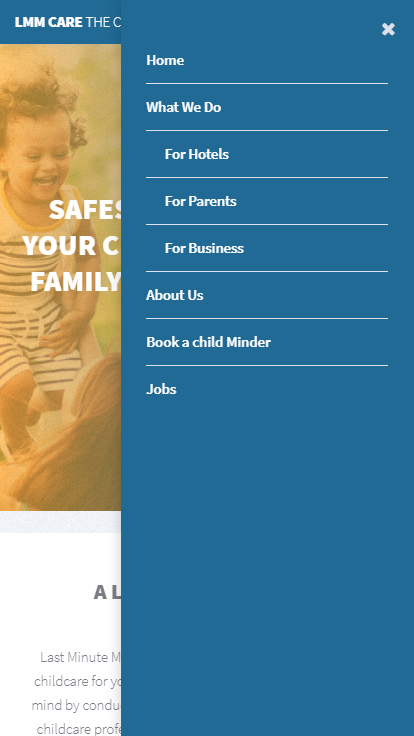 LMM CARE THE C
Home
What We Do
For Hotels
For Parents
For Business
About Us
Book a child Minder
Jobs
SAFES
YOUR C
FAMILY
A L
Last Minute M
childcare for yo
mind by condu
childcare profe